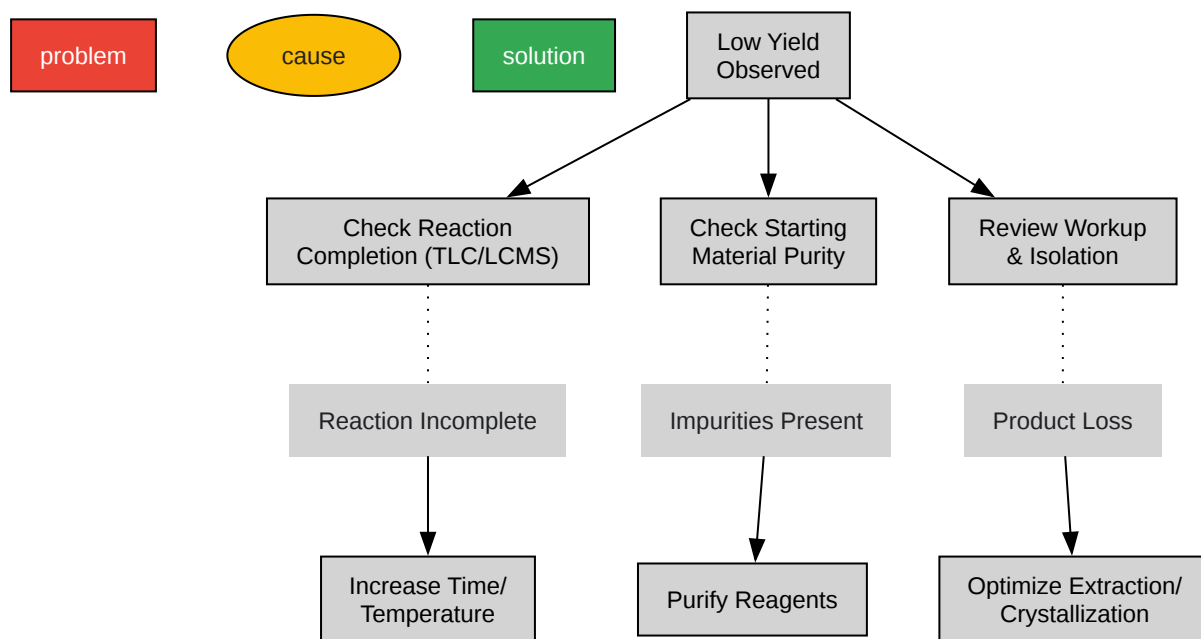 problem
cause
solution
Low Yield
Observed
Check Reaction
Completion (TLC/LCMS)
Check Starting
Material Purity
Review Workup
& Isolation
Reaction Incomplete
Impurities Present
Product Loss
Increase Time/
Temperature
Purify Reagents
Optimize Extraction/
Crystallization